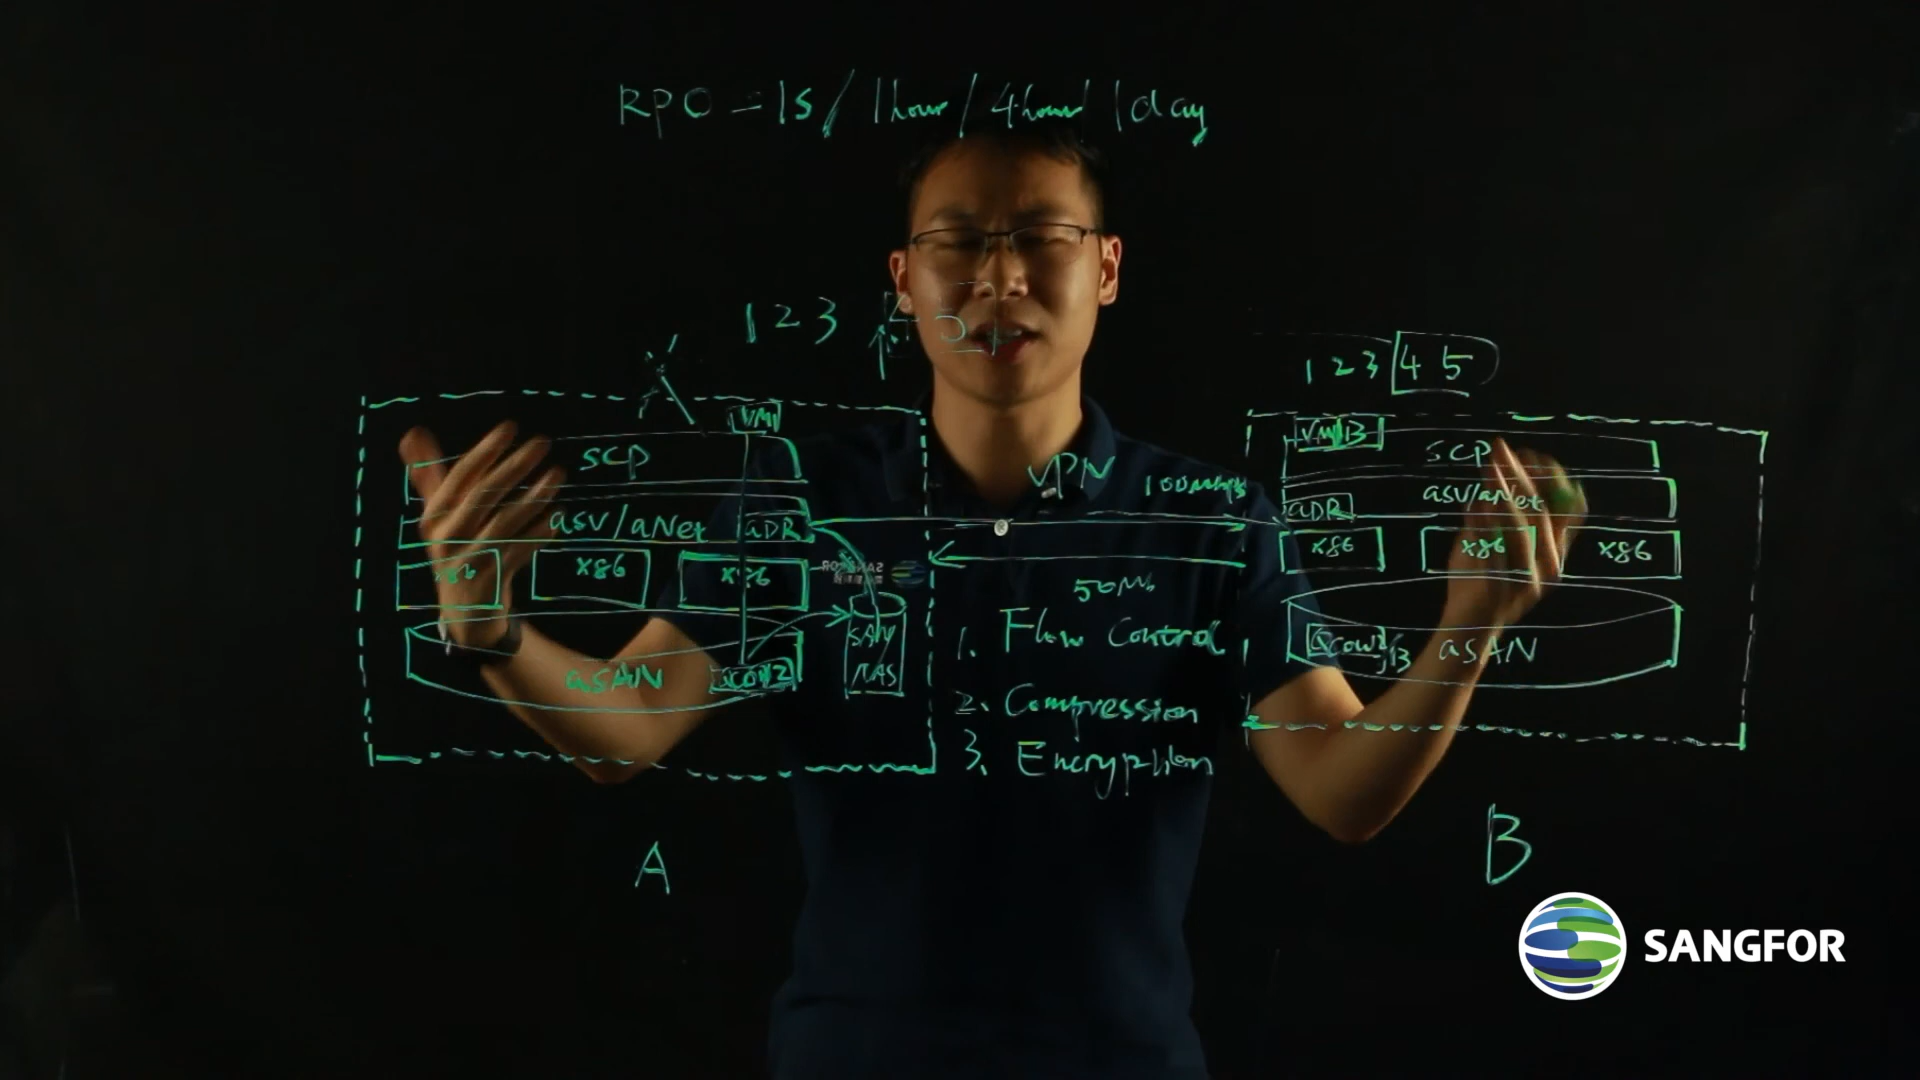 RPO = 1s / 1hour / 4hour 1day
1 2 3
1 2 3 4 5
VM1
SCP
asV/aNet
aDR
x86
x86
x86
asAN
QCOW2
SAN/
NAS
VPN
100Mbps
50Mb
1. Flow Control
2. Compression
3. Encryption
VM1B
SCP
asV/aNet
aDR
x86
x86
x86
asAN
A
B
SANGFOR